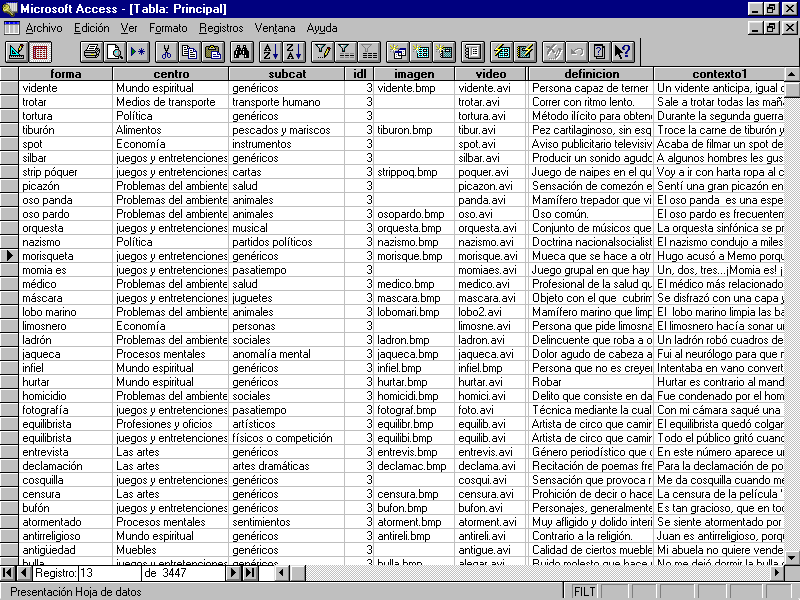 Microsoft Access - [Tabla: Principal]
Archivo Edición Ver Formato Registros Ventana Ayuda
forma centro subcat idl imagen video definicion contexto1
vidente Mundo espiritual genéricos 3 vidente.bmp vidente.avi Persona capaz de terner Un vidente anticipa, igual
trotar Medios de transporte transporte humano 3 trotar.avi Correr con ritmo lento. Sale a trotar todas las mañ
tortura Política genéricos 3 tortura.avi Método ilícito para obten Durante la segunda guerra
tiburón Alimentos pescados y mariscos 3 tiburon.bmp tibur.avi Pez cartilaginoso, sin esq Troce la carne de tiburón y
spot Economía instrumentos 3 spot.avi Aviso publicitario televisiv Acaba de filmar un spot de
silbar juegos y entretenciones genéricos 3 silbar.avi Producir un sonido agud A algunos hombres les gus
strip póquer juegos y entretenciones cartas 3 strippoq.bmp poquer.avi Juego de naipes en el qu Voy a ir con harta ropa al c
picazón Problemas del ambiente salud 3 picazon.avi Sensación de comezón e Sentí una gran picazón en
oso panda Problemas del ambiente animales 3 panda.avi Mamífero trepador que vi El oso panda es una espe
oso pardo Problemas del ambiente animales 3 osopardo.bmp oso.avi Oso común. El oso pardo es frecuentem
orquesta juegos y entretenciones musical 3 orquesta.bmp orquesta.avi Conjunto de músicos que La orquesta sinfónica se pr
nazismo Política partidos políticos 3 nazismo.bmp nazismo.avi Doctrina nacionalsocialist El nazismo condujo a miles
morisqueta juegos y entretenciones genéricos 3 morisque.bmp morisque.avi Mueca que se hace a otr Hugo acusó a Memo porqu
momia es juegos y entretenciones pasatiempo 3 momiaes.avi Juego grupal en que hay Un, dos, tres...¡Momia es! ¡
médico Problemas del ambiente salud 3 medico.bmp medico.avi Profesional de la salud qu El médico más relacionado
máscara juegos y entretenciones juguetes 3 mascara.bmp mascara.avi Objeto con el que cubrim Se disfrazó con una capa y
lobo marino Problemas del ambiente animales 3 lobomari.bmp lobo2.avi Mamífero marino que limp El lobo marino limpia las ba
limosnero Economía personas 3 limosne.avi Persona que pide limosna El limosnero hacía sonar u
ladrón Problemas del ambiente sociales 3 ladron.bmp ladron.avi Delincuente que roba a o Un ladrón robó cuadros de
jaqueca Procesos mentales anomalía mental 3 jaqueca.bmp jaqueca.avi Dolor agudo de cabeza a Fui al neurólogo para que r
infiel Mundo espiritual genéricos 3 infiel.bmp infiel.bmp Persona que no es creyer Intentaba en vano convert
hurtar Mundo espiritual genéricos 3 hurtar.bmp hurtar.avi Robar Hurtar es contrario al mand
homicidio Problemas del ambiente sociales 3 homicidi.bmp homici.avi Delito que consiste en da Fue condenado por el hom
fotografía juegos y entretenciones pasatiempo 3 fotograf.bmp foto.avi Técnica mediante la cual Con mi cámara saqué una
equilibrista Profesiones y oficios artísticos 3 equilibr.bmp equilib.avi Artista de circo que camir El equilibrista quedó colgar
equilibrista juegos y entretenciones físicos o competición 3 equilibi.bmp equilib.avi Artista de circo que camir Todo el público gritó cuand
entrevista Las artes genéricos 3 entrevis.bmp entrevis.avi Género periodístico que c En este número aparece ur
declamación Las artes artes dramáticas 3 declamac.bmp declama.avi Recitación de poemas fre Para la declamación de po
cosquilla juegos y entretenciones genéricos 3 cosqui.avi Sensación que provoca r Me da cosquilla cuando me
censura Las artes genéricos 3 censura.bmp censura.avi Prohición de decir o hace La censura de la película '
bufón juegos y entretenciones genéricos 3 bufon.bmp bufon.avi Personajes, generalment Es tan gracioso, que en to
atormentado Procesos mentales sentimientos 3 atorment.bmp atorment.avi Muy afligido y dolido interi Se siente atormentado por
antirreligioso Mundo espiritual genéricos 3 antireli.bmp antireli.avi Contrario a la religión. Juan es antirreligioso, porq
antigüedad Muebles genéricos 3 antigue.avi Calidad de ciertos mueble Mi abuela no quiere vende
bulla juegos y entretenciones genéricos 3 bulla.bmp alegar.avi Ruido molesto que hace No me dejó dormir la bulla
Registro: 13 de 3447
Presentación Hoja de datos FILT